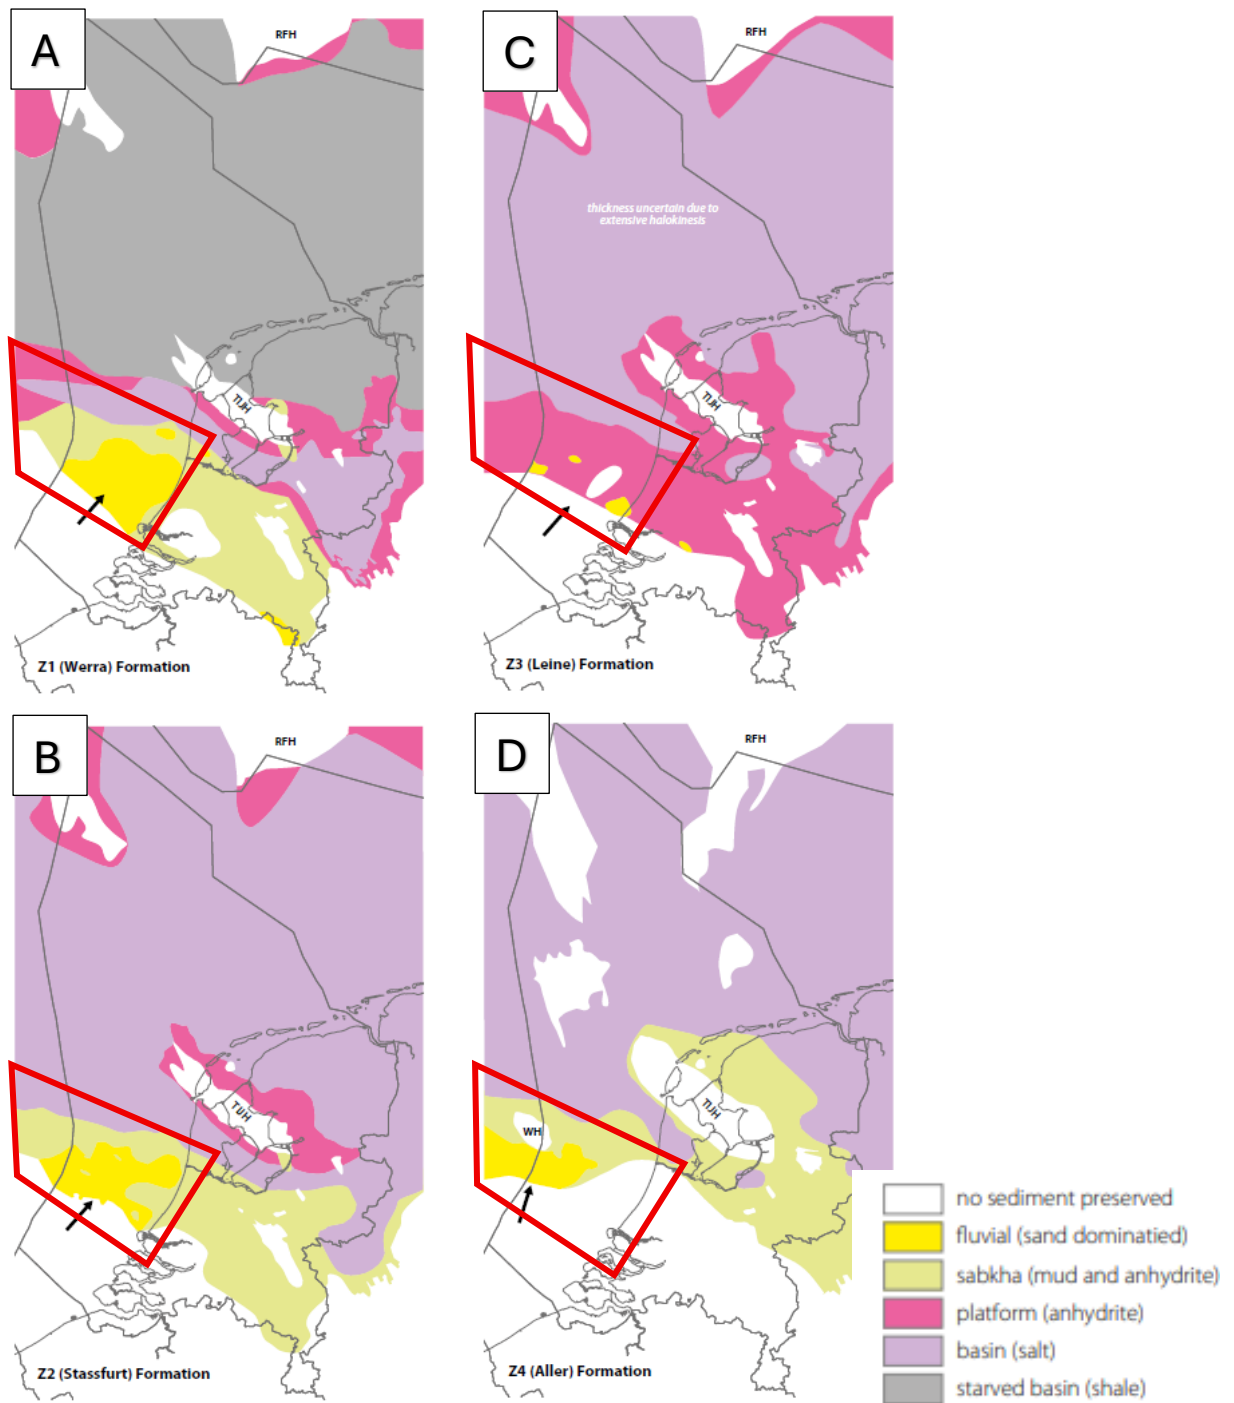 A
RFH
TIJH
Z1 (Werra) Formation
C
RFH
thickness uncertain due to
extensive halokinesis
TIJH
Z3 (Leine) Formation
B
RFH
TIJH
Z2 (Stassfurt) Formation
D
RFH
WH
TIJH
Z4 (Aller) Formation
no sediment preserved
fluvial (sand dominatied)
sabkha (mud and anhydrite)
platform (anhydrite)
basin (salt)
starved basin (shale)